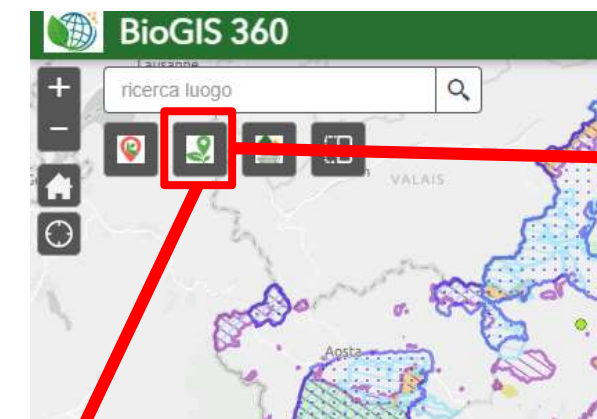 BioGIS 360
Lausanne
ricerca luogo
VALAIS
Aosta